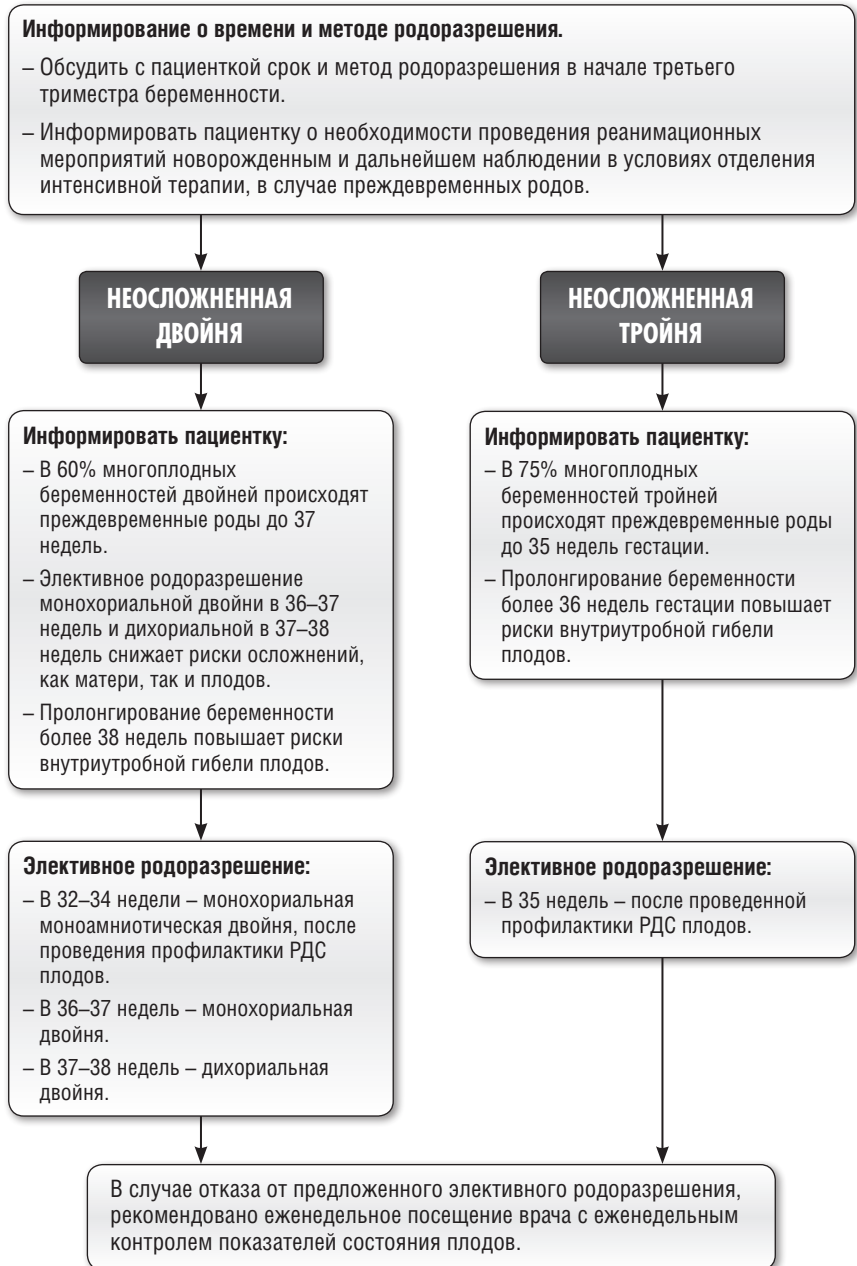 Информирование о времени и методе родоразрешения.
– Обсудить с пациенткой срок и метод родоразрешения в начале третьего
триместра беременности.
– Информировать пациентку о необходимости проведения реанимационных
мероприятий новорожденным и дальнейшем наблюдении в условиях отделения
интенсивной терапии, в случае преждевременных родов.
НЕОСЛОЖНЕННАЯ
ДВОЙНЯ
Информировать пациентку:
– В 60% многоплодных
беременностей двойней происходят
преждевременные роды до 37
недель.
– Элективное родоразрешение
монохориальной двойни в 36–37
недель и дихориальной в 37–38
недель снижает риски осложнений,
как матери, так и плодов.
– Пролонгирование беременности
более 38 недель повышает риски
внутриутробной гибели плодов.
Элективное родоразрешение:
– В 32–34 недели – монохориальная
моноамниотическая двойня, после
проведения профилактики РДС
плодов.
– В 36–37 недель – монохориальная
двойня.
– В 37–38 недель – дихориальная
двойня.
НЕОСЛОЖНЕННАЯ
ТРОЙНЯ
Информировать пациентку:
– В 75% многоплодных
беременностей тройней
происходят преждевременные роды
до 35 недель гестации.
– Пролонгирование беременности
более 36 недель гестации повышает
риски внутриутробной гибели
плодов.
Элективное родоразрешение:
– В 35 недель – после проведенной
профилактики РДС плодов.
В случае отказа от предложенного элективного родоразрешения,
рекомендовано еженедельное посещение врача с еженедельным
контролем показателей состояния плодов.